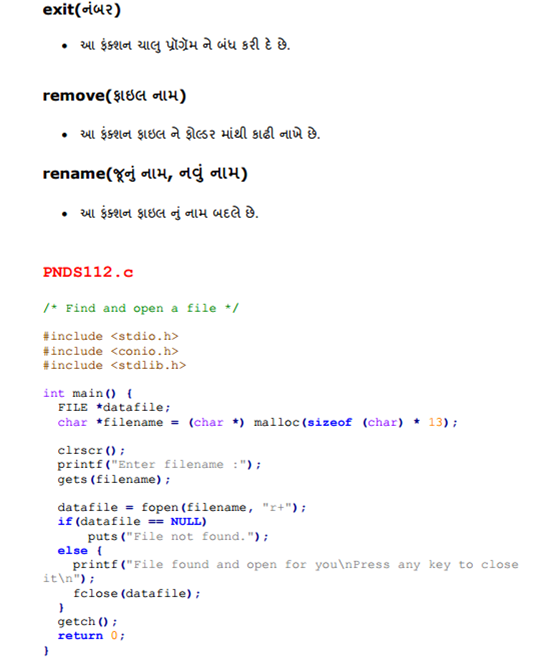 exit(નંબર)
• આ ફંક્શન ચાલુ પ્રૉગ્રૅમ ને બંધ કરી દે છે.
remove(ફાઇલ નામ)
• આ ફંક્શન ફાઇલ ને ફોલ્ડર માંથી કાઢી નાખે છે.
rename(જૂનું નામ, નવું નામ)
• આ ફંક્શન ફાઇલ નું નામ બદલે છે.
PNDS112.c
/* Find and open a file */
#include <stdio.h>
#include <conio.h>
#include <stdlib.h>
int main() {
  FILE *datafile;
  char *filename = (char *) malloc(sizeof (char) * 13);
  clrscr();
  printf("Enter filename :");
  gets(filename);
  datafile = fopen(filename, "r+");
  if(datafile == NULL)
      puts("File not found.");
  else {
    printf("File found and open for you\nPress any key to close
it\n");
    fclose(datafile);
  }
  getch();
  return 0;
}